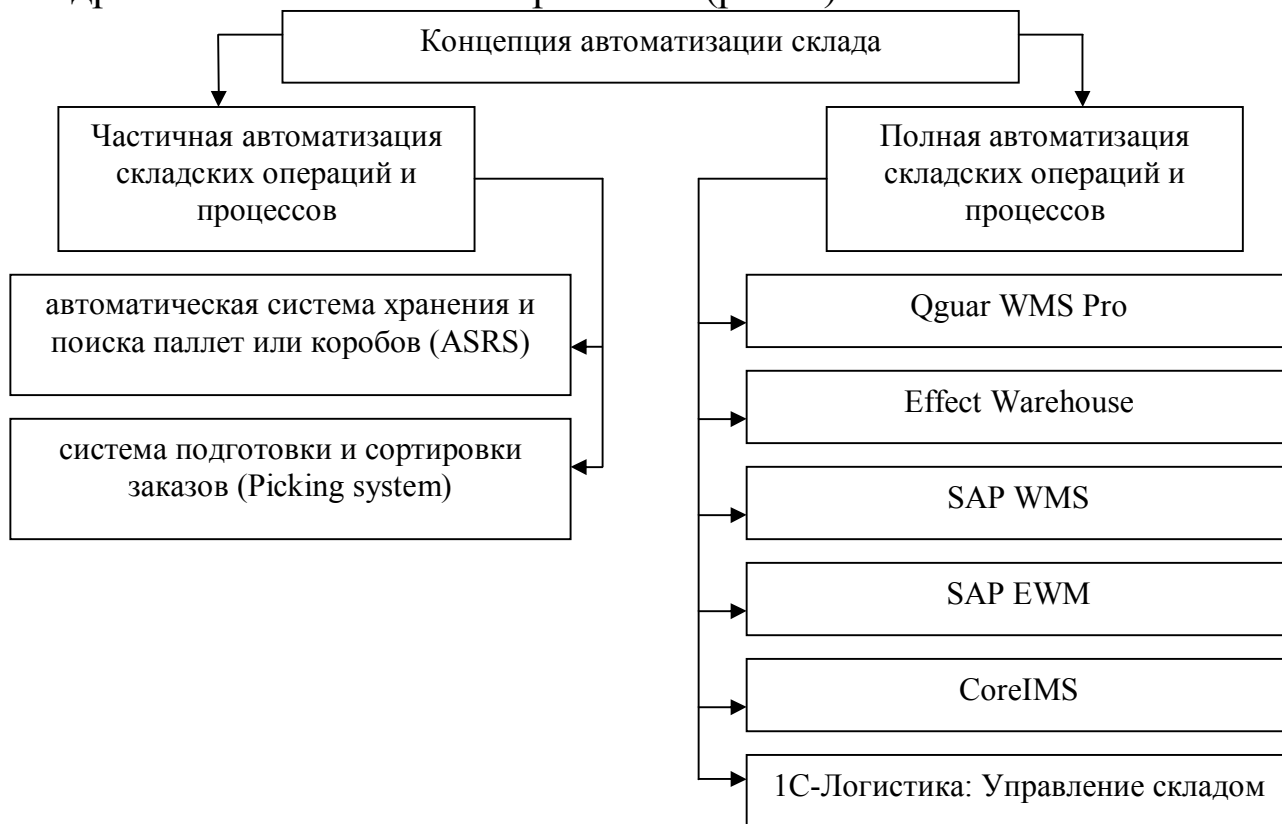 Концепция автоматизации склада
Частичная автоматизация
складских операций и
процессов
автоматическая система хранения и
поиска паллет или коробов (ASRS)
система подготовки и сортировки
заказов (Picking system)
Полная автоматизация
складских операций и
процессов
Qguar WMS Pro
Effect Warehouse
SAP WMS
SAP EWM
CoreIMS
1С-Логистика: Управление складом